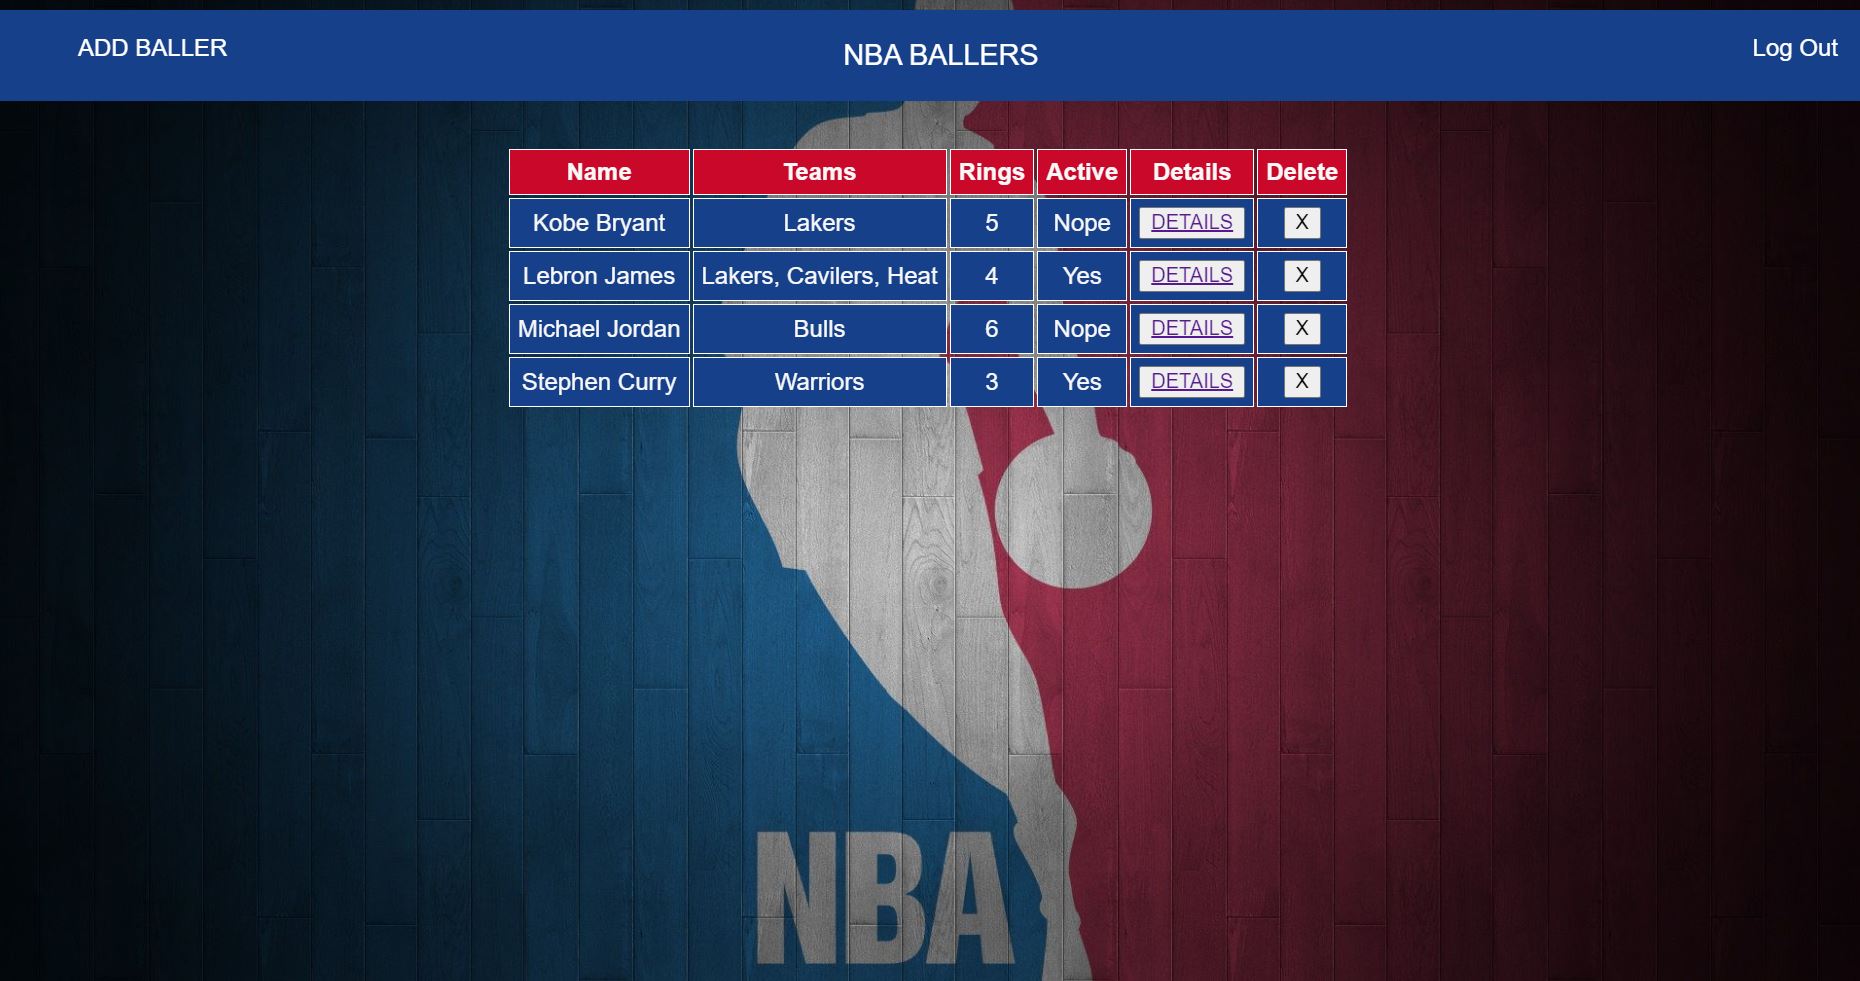 ADD BALLER NBA BALLERS Log Out
Name Teams Rings Active Details Delete
Kobe Bryant Lakers 5 Nope DETAILS X
Lebron James Lakers, Cavilers, Heat 4 Yes DETAILS X
Michael Jordan Bulls 6 Nope DETAILS X
Stephen Curry Warriors 3 Yes DETAILS X
NBA